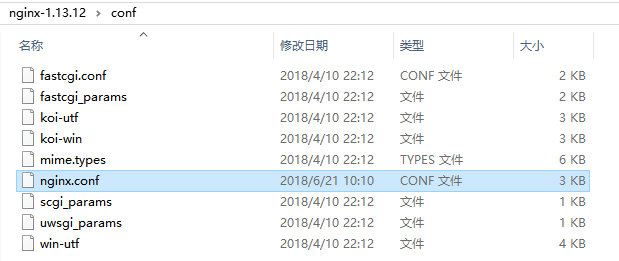 nginx-1.13.12 > conf
名称 修改日期 类型 大小
fastcgi.conf 2018/4/10 22:12 CONF 文件 2 KB
fastcgi_params 2018/4/10 22:12 文件 2 KB
koi-utf 2018/4/10 22:12 文件 3 KB
koi-win 2018/4/10 22:12 文件 3 KB
mime.types 2018/4/10 22:12 TYPES 文件 6 KB
nginx.conf 2018/6/21 10:10 CONF 文件 3 KB
scgi_params 2018/4/10 22:12 文件 1 KB
uwsgi_params 2018/4/10 22:12 文件 1 KB
win-utf 2018/4/10 22:12 文件 4 KB